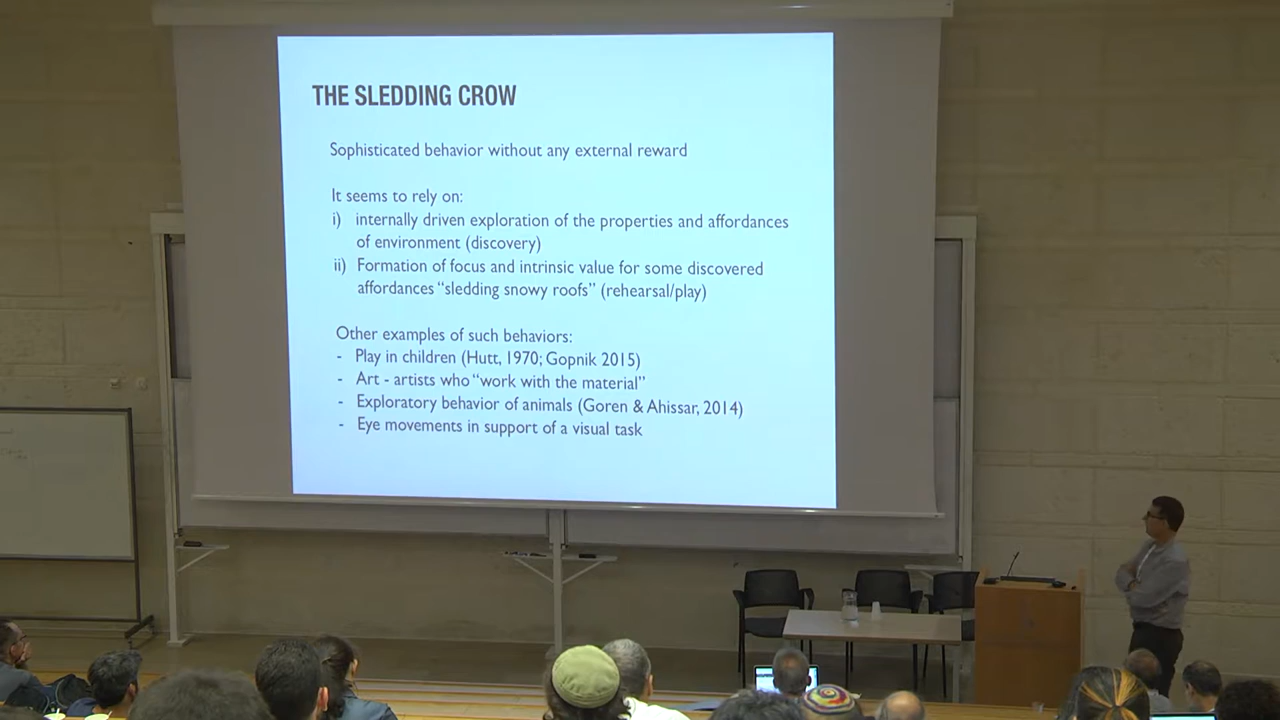 THE SLEDDING CROW
Sophisticated behavior without any external reward
It seems to rely on:
i) internally driven exploration of the properties and affordances
of environment (discovery)
ii) Formation of focus and intrinsic value for some discovered
affordances “sledding snowy roofs” (rehearsal/play)
Other examples of such behaviors:
- Play in children (Hutt, 1970; Gopnik 2015)
- Art - artists who “work with the material”
- Exploratory behavior of animals (Goren & Ahissar, 2014)
- Eye movements in support of a visual task